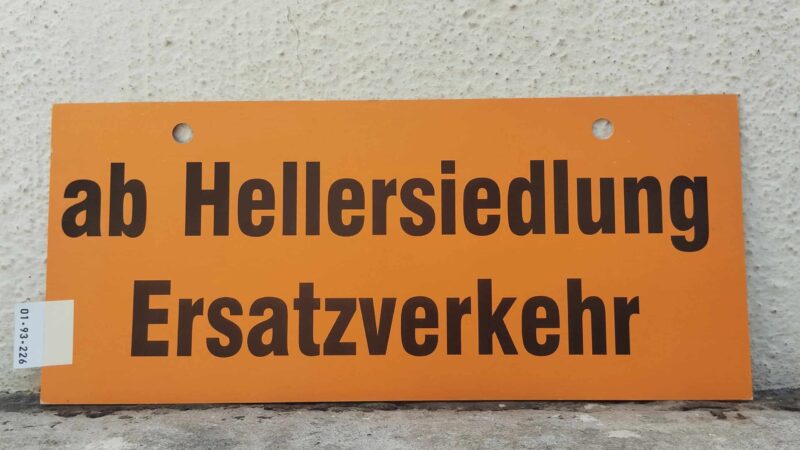 ab Hellersiedlung
Ersatzverkehr
01-93-226